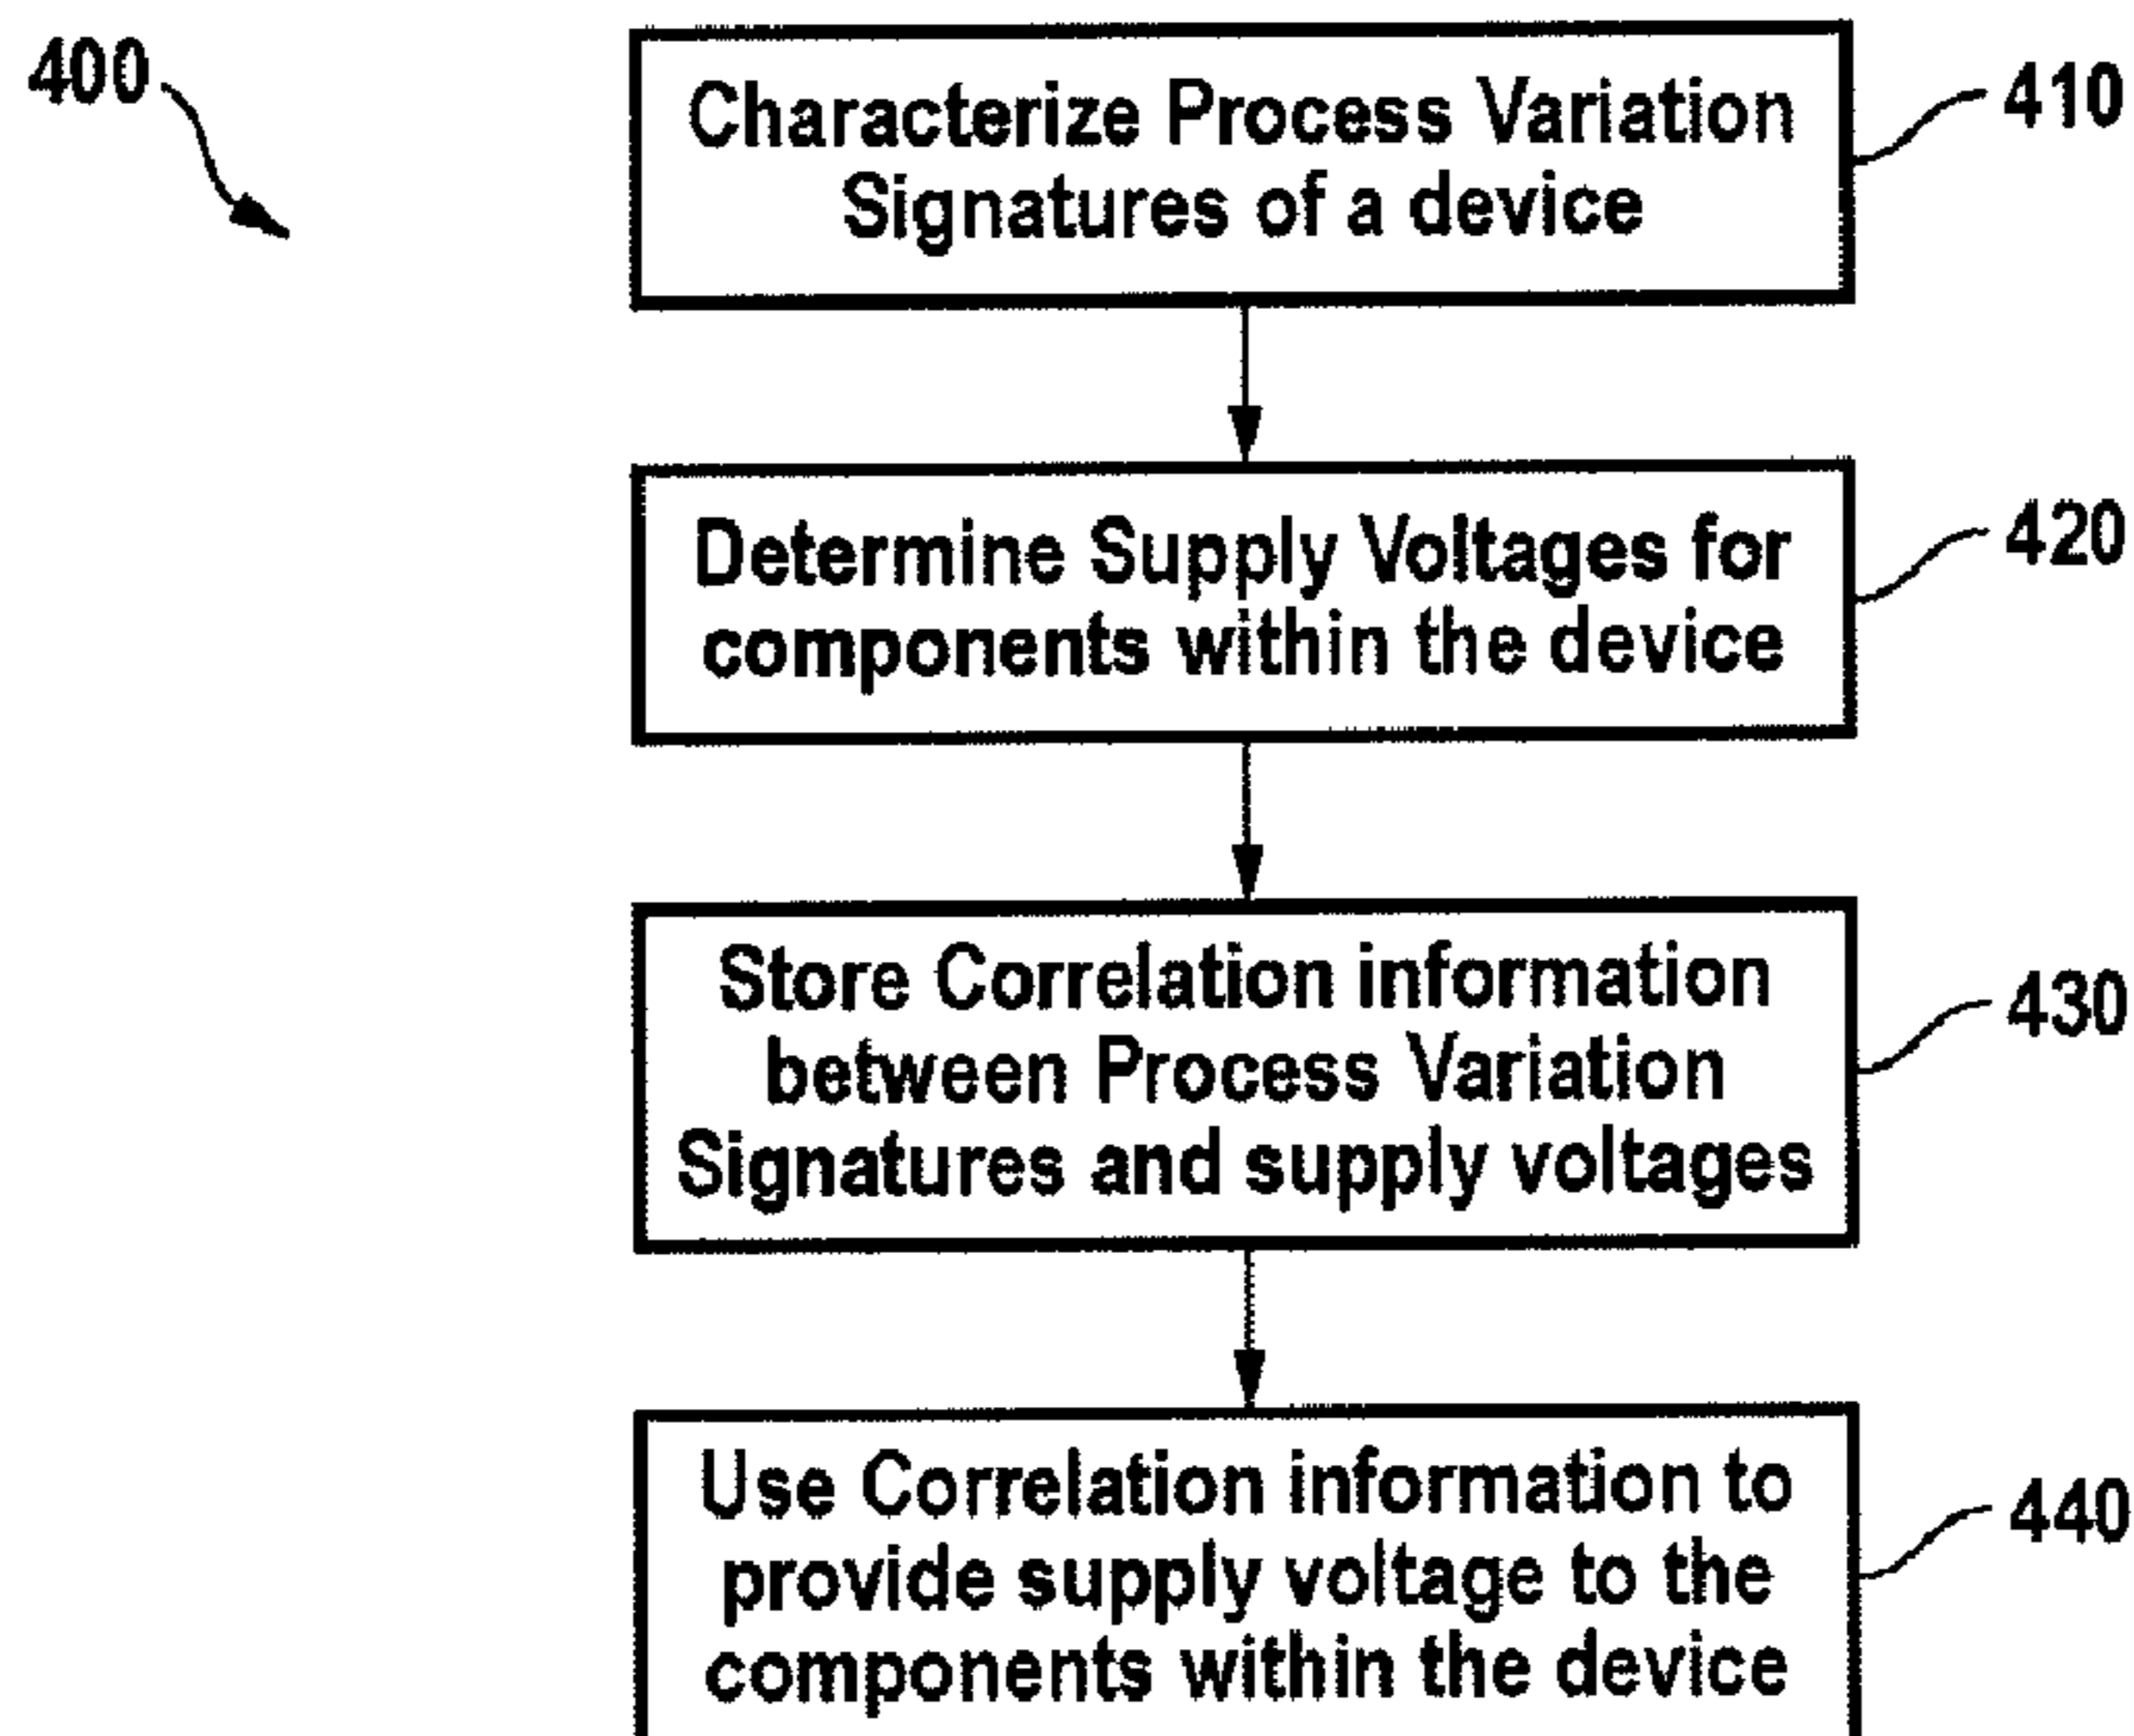 400
Characterize Process Variation
Signatures of a device
410
Determine Supply Voltages for
components within the device
420
Store Correlation information
between Process Variation
Signatures and supply voltages
430
Use Correlation information to
provide supply voltage to the
components within the device
440